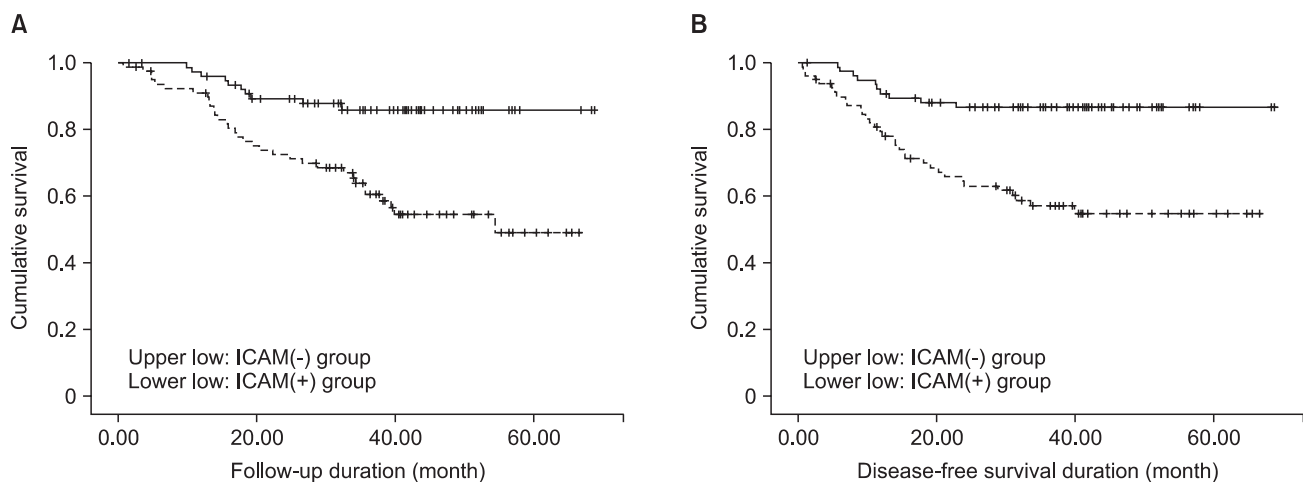 A
Cumulative survival
1.0
0.8
0.6
0.4
0.2
0
Upper low: ICAM(-) group
Lower low: ICAM(+) group
0.00 20.00 40.00 60.00
Follow-up duration (month)
B
Cumulative survival
1.0
0.8
0.6
0.4
0.2
0
Upper low: ICAM(-) group
Lower low: ICAM(+) group
0.00 20.00 40.00 60.00
Disease-free survival duration (month)